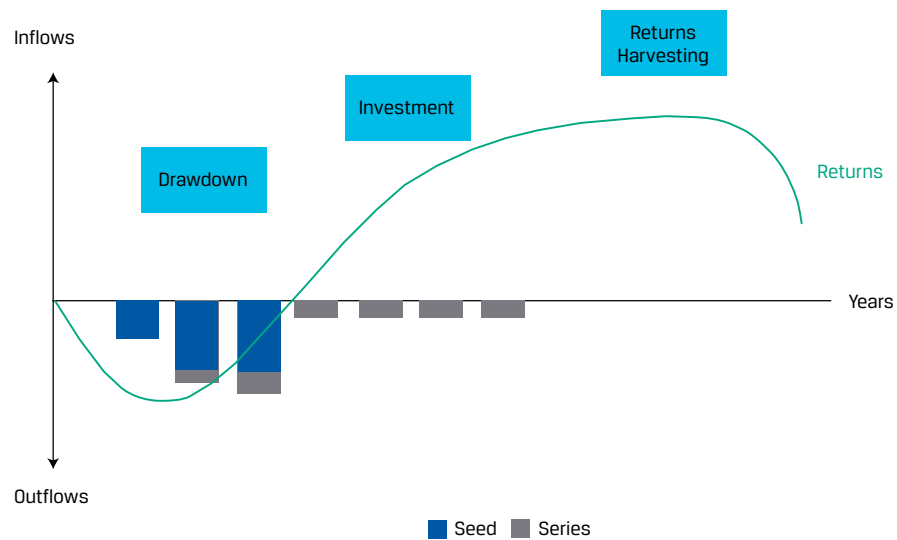 Inflows
Returns
Harvesting
Investment
Drawdown
Returns
Years
Outflows
Seed
Series